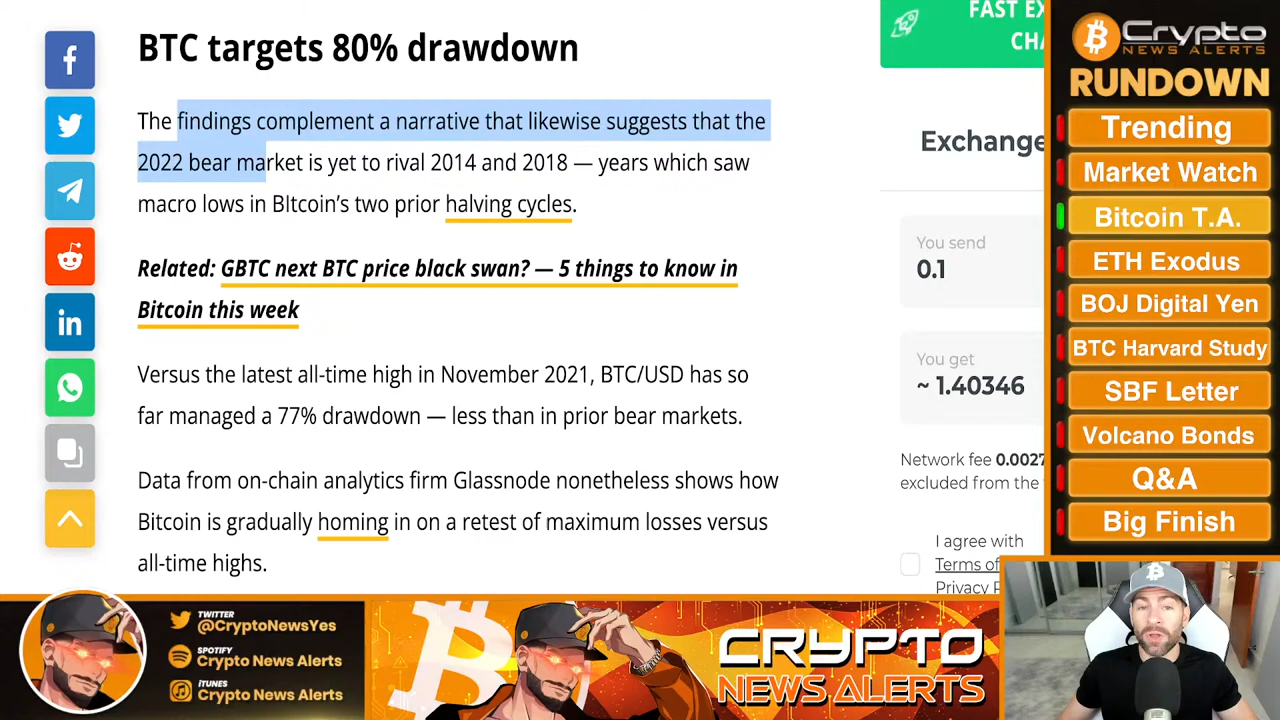 BTC targets 80% drawdown
The findings complement a narrative that likewise suggests that the
2022 bear market is yet to rival 2014 and 2018 — years which saw
macro lows in BItcoin’s two prior halving cycles.
Related: GBTC next BTC price black swan? — 5 things to know in
Bitcoin this week
Versus the latest all-time high in November 2021, BTC/USD has so
far managed a 77% drawdown — less than in prior bear markets.
Data from on-chain analytics firm Glassnode nonetheless shows how
Bitcoin is gradually homing in on a retest of maximum losses versus
all-time highs.
FAST EX
CHA
Exchange
You send
0.1
You get
~ 1.40346
Network fee 0.0027
excluded from the
I agree with
Terms of
Privacy P
Crypto
NEWS ALERTS
RUNDOWN
Trending
Market Watch
Bitcoin T.A.
ETH Exodus
BOJ Digital Yen
BTC Harvard Study
SBF Letter
Volcano Bonds
Q&A
Big Finish
TWITTER
@CryptoNewsYes
SPOTIFY
Crypto News Alerts
iTUNES
Crypto News Alerts
CRYPTO
NEWS ALERTS